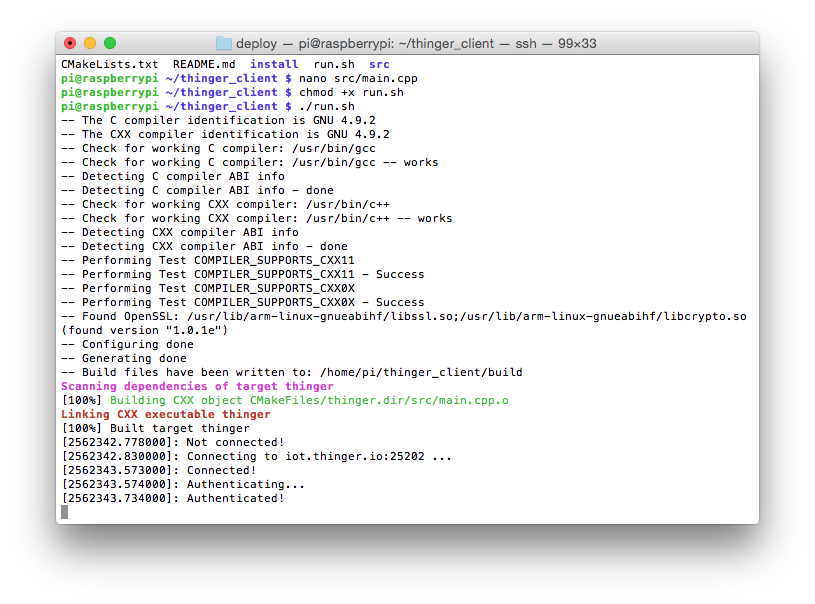 deploy — pi@raspberrypi: ~/thinger_client — ssh — 99×33
CMakeLists.txt  README.md  install  run.sh  src
pi@raspberrypi ~/thinger_client $ nano src/main.cpp
pi@raspberrypi ~/thinger_client $ chmod +x run.sh
pi@raspberrypi ~/thinger_client $ ./run.sh
-- The C compiler identification is GNU 4.9.2
-- The CXX compiler identification is GNU 4.9.2
-- Check for working C compiler: /usr/bin/gcc
-- Check for working C compiler: /usr/bin/gcc -- works
-- Detecting C compiler ABI info
-- Detecting C compiler ABI info - done
-- Check for working CXX compiler: /usr/bin/c++
-- Check for working CXX compiler: /usr/bin/c++ -- works
-- Detecting CXX compiler ABI info
-- Detecting CXX compiler ABI info - done
-- Performing Test COMPILER_SUPPORTS_CXX11
-- Performing Test COMPILER_SUPPORTS_CXX11 - Success
-- Performing Test COMPILER_SUPPORTS_CXX0X
-- Performing Test COMPILER_SUPPORTS_CXX0X - Success
-- Found OpenSSL: /usr/lib/arm-linux-gnueabihf/libssl.so;/usr/lib/arm-linux-gnueabihf/libcrypto.so
(found version "1.0.1e")
-- Configuring done
-- Generating done
-- Build files have been written to: /home/pi/thinger_client/build
Scanning dependencies of target thinger
[100%] Building CXX object CMakeFiles/thinger.dir/src/main.cpp.o
Linking CXX executable thinger
[100%] Built target thinger
[2562342.778000]: Not connected!
[2562342.830000]: Connecting to iot.thinger.io:25202 ...
[2562343.573000]: Connected!
[2562343.574000]: Authenticating...
[2562343.734000]: Authenticated!